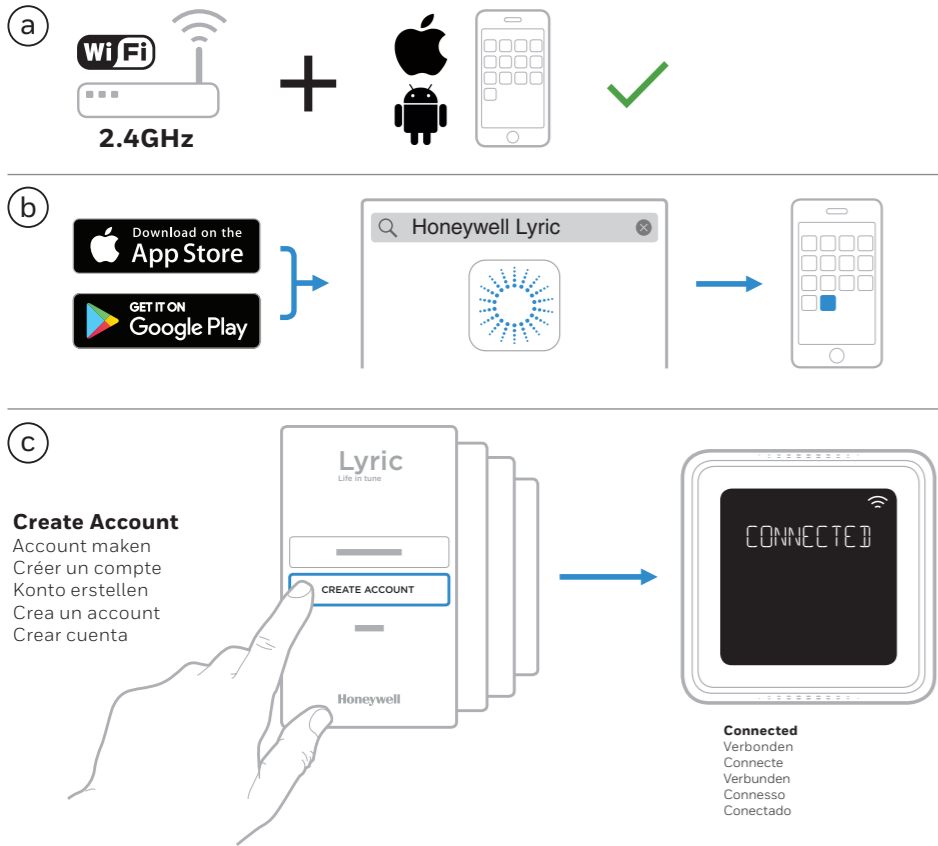 a
WiFi
2.4GHz
b
Download on the
App Store
GET IT ON
Google Play
Honeywell Lyric
c
Create Account
Account maken
Créer un compte
Konto erstellen
Crea un account
Crear cuenta
Lyric
Life in tune
CREATE ACCOUNT
Honeywell
CONNECTED
Connected
Verbonden
Connecte
Verbunden
Connesso
Conectado